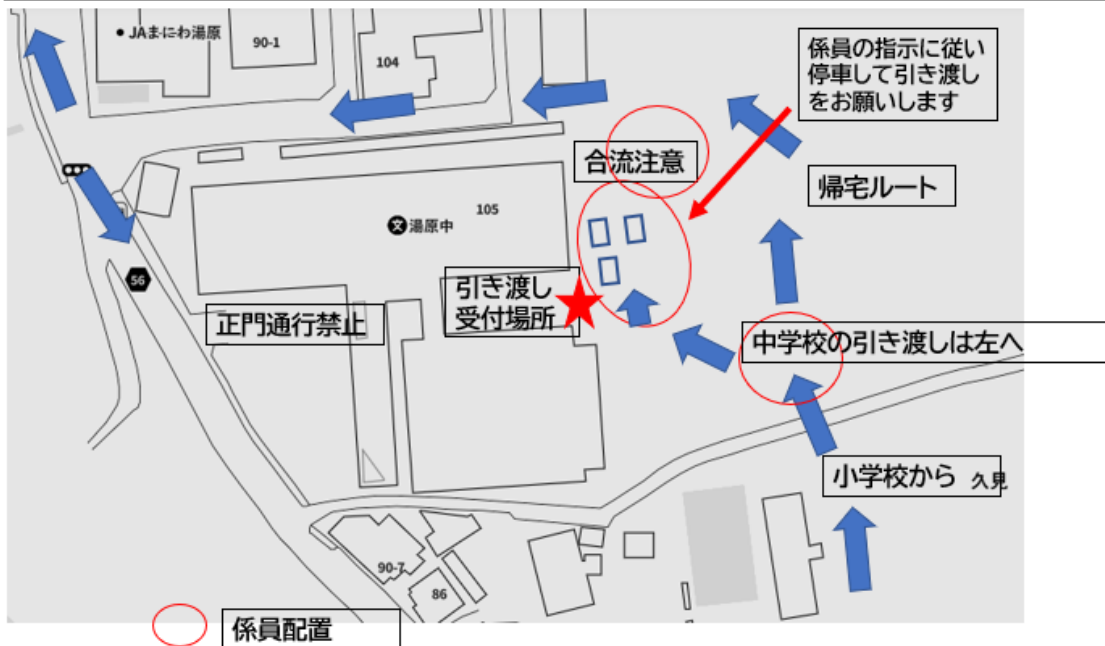 JAまにわ湯原
90-1
104
係員の指示に従い
停車して引き渡し
をお願いします
合流注意
帰宅ルート
105
文
湯原中
56
引き渡し
受付場所
正門通行禁止
中学校の引き渡しは左へ
小学校から 久見
90-7
86
係員配置